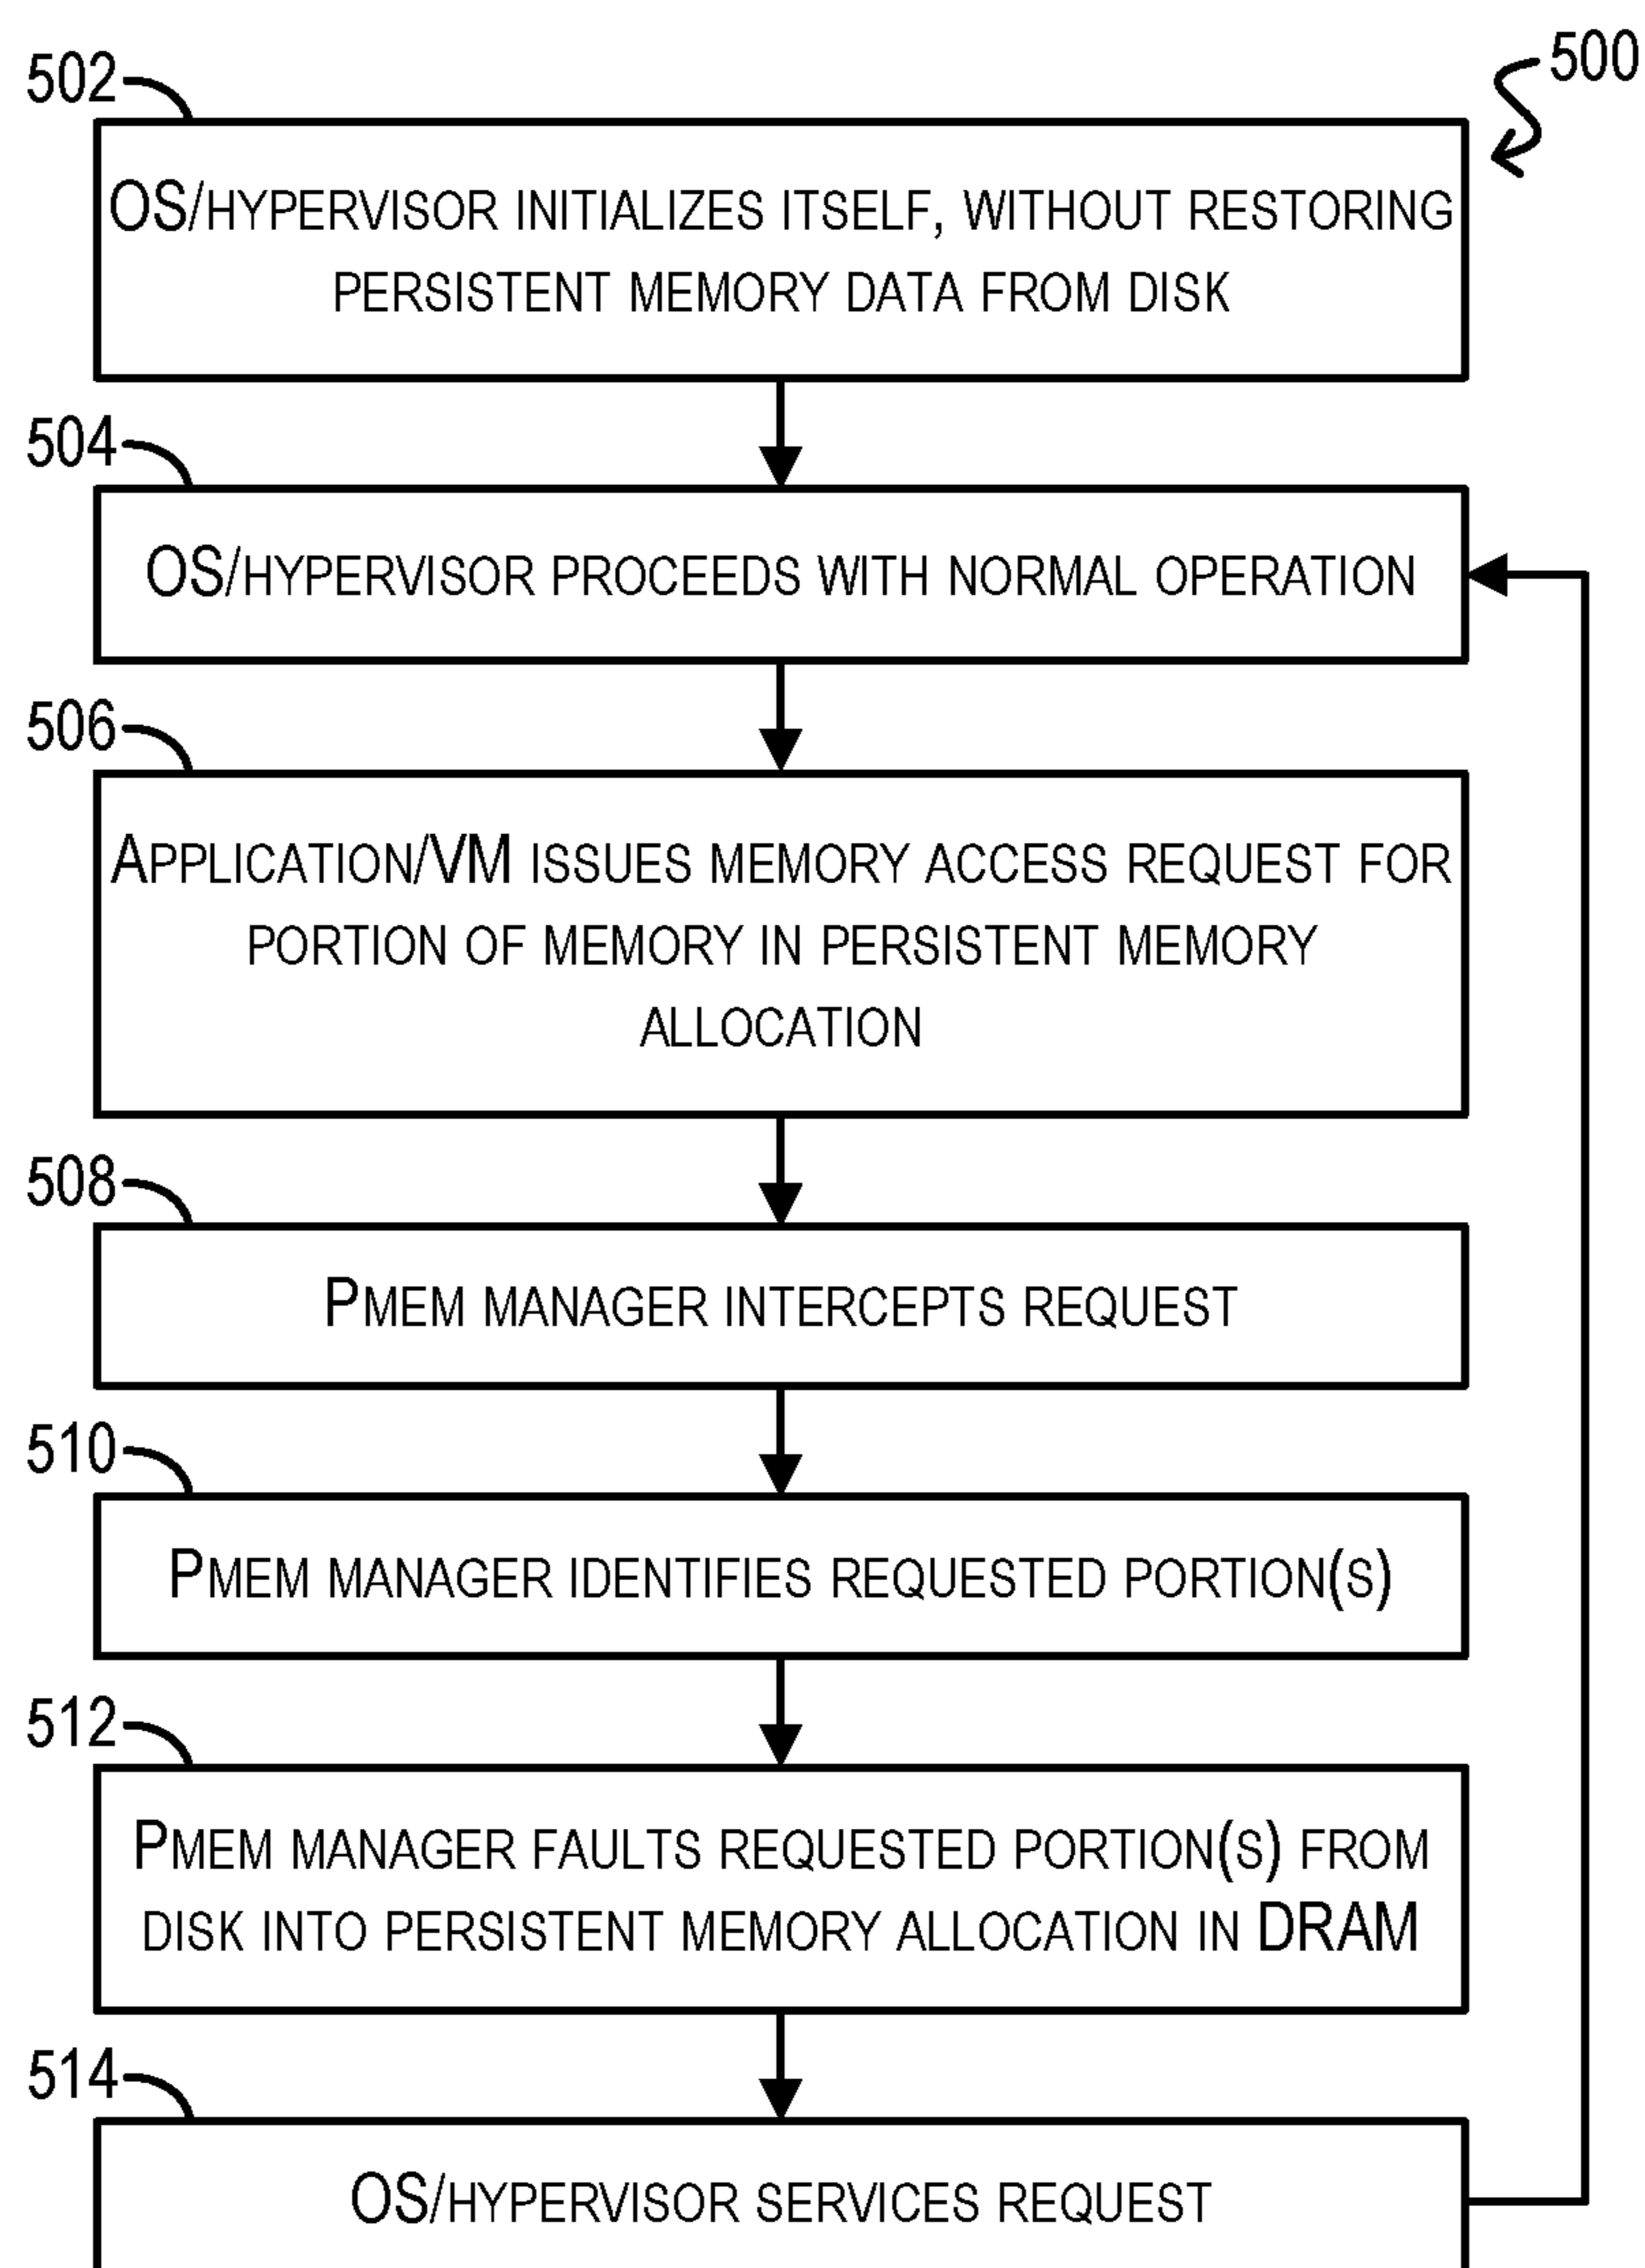 500
502
OS/HYPERVISOR INITIALIZES ITSELF, WITHOUT RESTORING
PERSISTENT MEMORY DATA FROM DISK
504
OS/HYPERVISOR PROCEEDS WITH NORMAL OPERATION
506
APPLICATION/VM ISSUES MEMORY ACCESS REQUEST FOR
PORTION OF MEMORY IN PERSISTENT MEMORY
ALLOCATION
508
PMEM MANAGER INTERCEPTS REQUEST
510
PMEM MANAGER IDENTIFIES REQUESTED PORTION(S)
512
PMEM MANAGER FAULTS REQUESTED PORTION(S) FROM
DISK INTO PERSISTENT MEMORY ALLOCATION IN DRAM
514
OS/HYPERVISOR SERVICES REQUEST